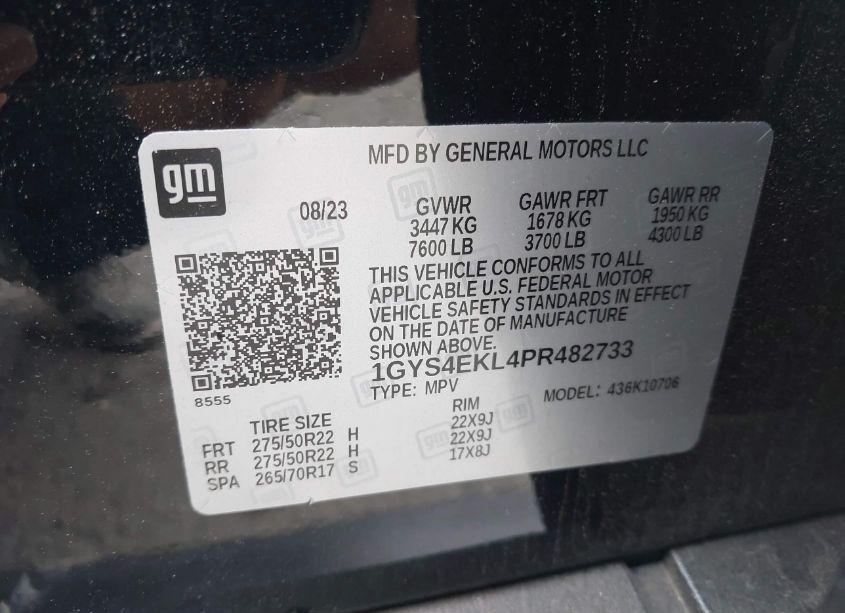 gm
MFD BY GENERAL MOTORS LLC
08/23
GVWR
3447 KG
7600 LB
GAWR FRT
1678 KG
3700 LB
GAWR RR
1950 KG
4300 LB
THIS VEHICLE CONFORMS TO ALL
APPLICABLE U.S. FEDERAL MOTOR
VEHICLE SAFETY STANDARDS IN EFFECT
ON THE DATE OF MANUFACTURE
SHOWN ABOVE.
1GYS4EKL4PR482733
TYPE: MPV MODEL: 436K10706
8555
TIRE SIZE RIM
FRT 275/50R22 H 22X9J
RR 275/50R22 H 22X9J
SPA 265/70R17 S 17X8J